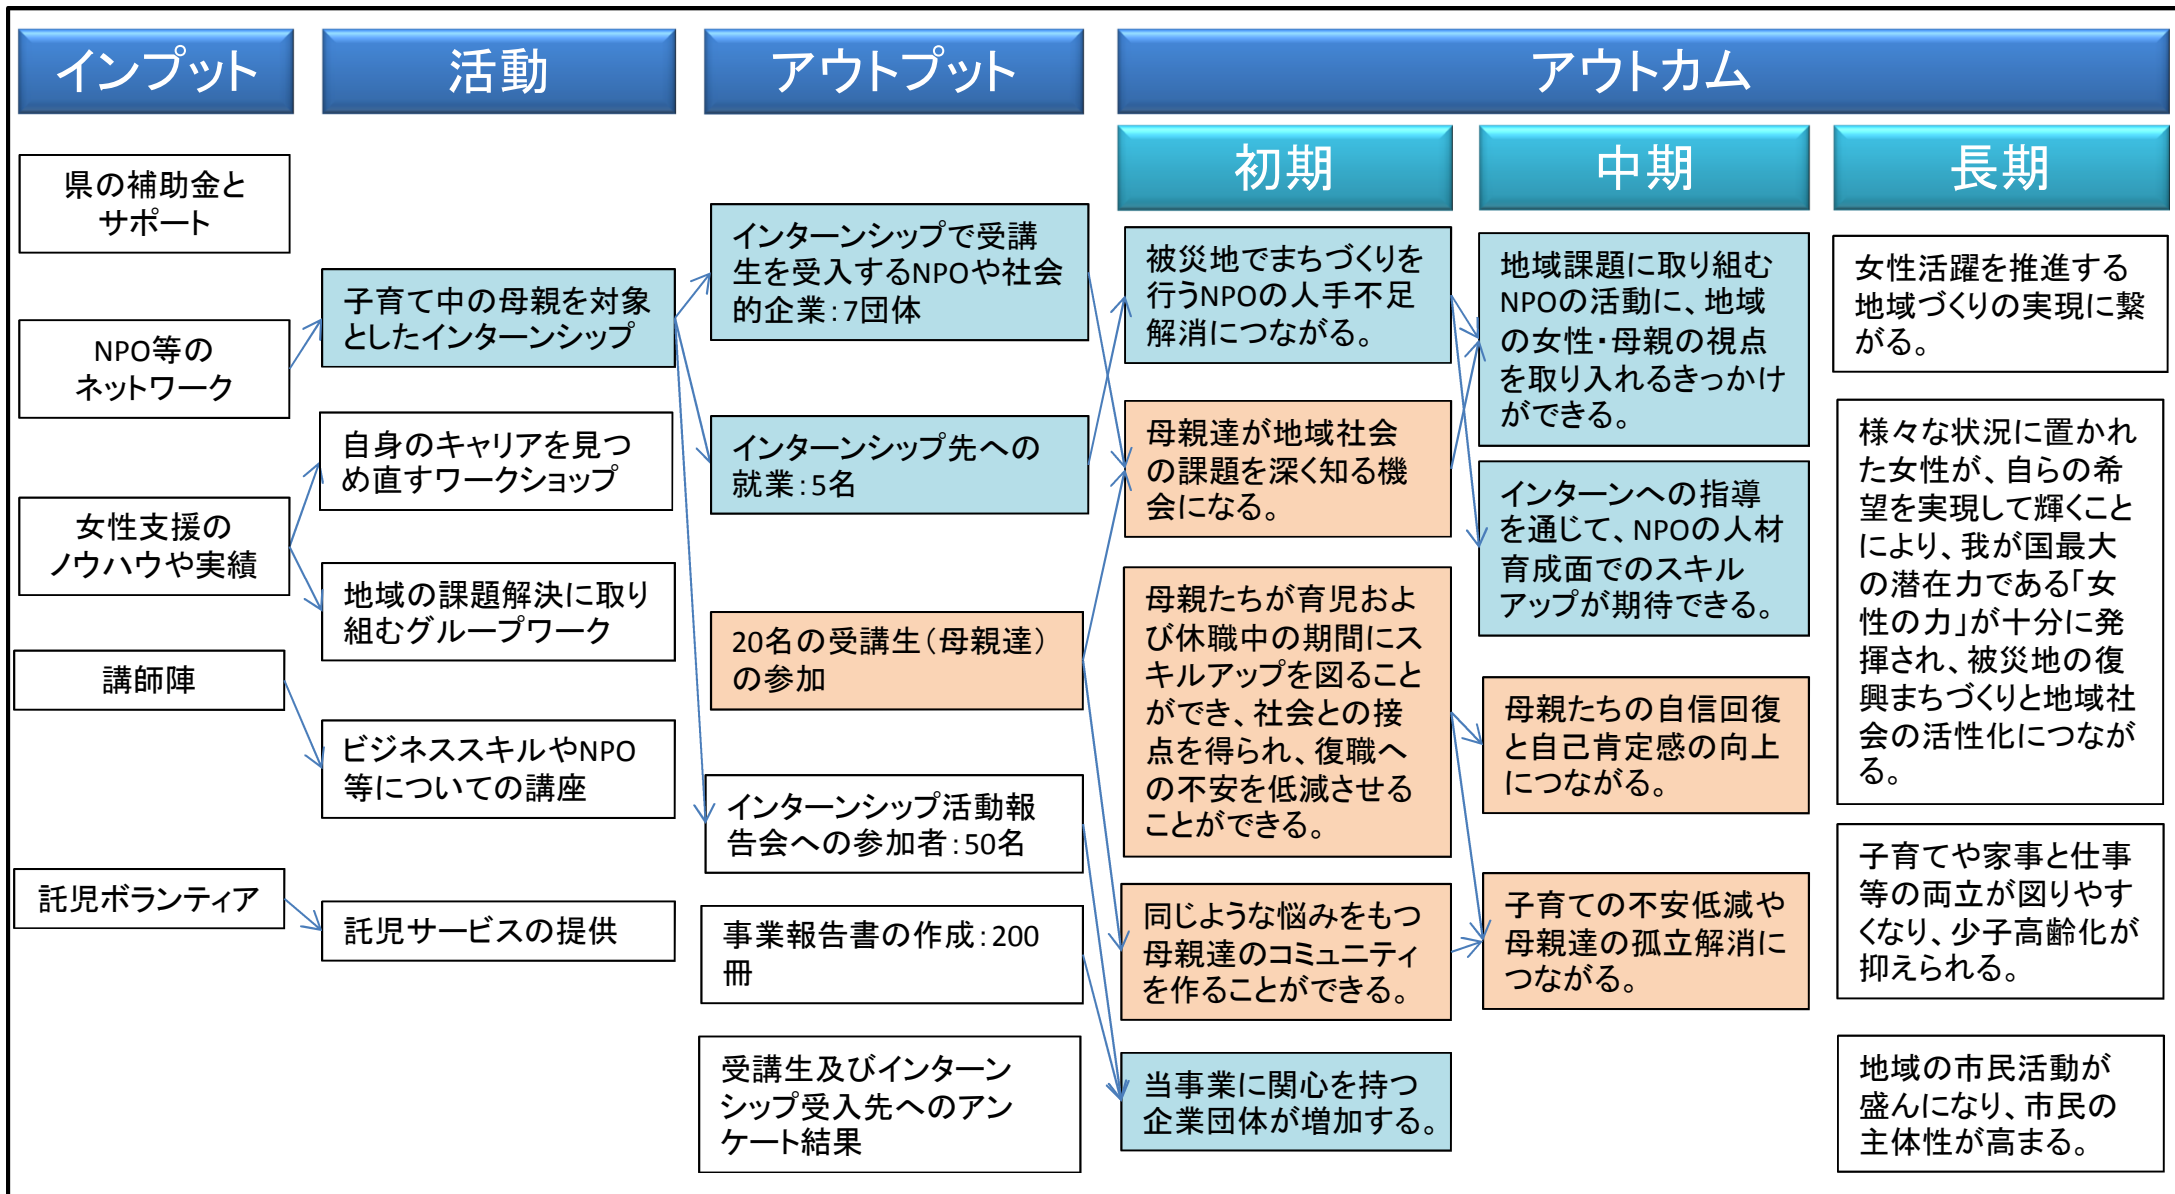 インプット
活動
アウトプット
アウトカム
初期
中期
長期
県の補助金と
サポート
NPO等の
ネットワーク
女性支援の
ノウハウや実績
講師陣
託児ボランティア
子育て中の母親を対象
としたインターンシップ
自身のキャリアを見つ
め直すワークショップ
地域の課題解決に取り
組むグループワーク
ビジネススキルやNPO
等についての講座
託児サービスの提供
インターンシップで受講
生を受入するNPOや社会
的企業：7団体
インターンシップ先への
就業：5名
20名の受講生（母親達）
の参加
インターンシップ活動報
告会への参加者：50名
事業報告書の作成：200
冊
受講生及びインターン
シップ受入先へのアン
ケート結果
被災地でまちづくりを
行うNPOの人手不足
解消につながる。
母親達が地域社会
の課題を深く知る機
会になる。
母親たちが育児およ
び休職中の期間にス
キルアップを図ること
ができ、社会との接
点を得られ、復職へ
の不安を低減させる
ことができる。
同じような悩みをもつ
母親達のコミュニティ
を作ることができる。
当事業に関心を持つ
企業団体が増加する。
地域課題に取り組む
NPOの活動に、地域
の女性・母親の視点
を取り入れるきっかけ
ができる。
インターンへの指導
を通じて、NPOの人材
育成面でのスキル
アップが期待できる。
母親たちの自信回復
と自己肯定感の向上
につながる。
子育ての不安低減や
母親達の孤立解消に
つながる。
女性活躍を推進する
地域づくりの実現に繋
がる。
様々な状況に置かれ
た女性が、自らの希
望を実現して輝くこと
により、我が国最大
の潜在力である「女
性の力」が十分に発
揮され、被災地の復
興まちづくりと地域社
会の活性化につなが
る。
子育てや家事と仕事
等の両立が図りやす
くなり、少子高齢化が
抑えられる。
地域の市民活動が
盛んになり、市民の
主体性が高まる。